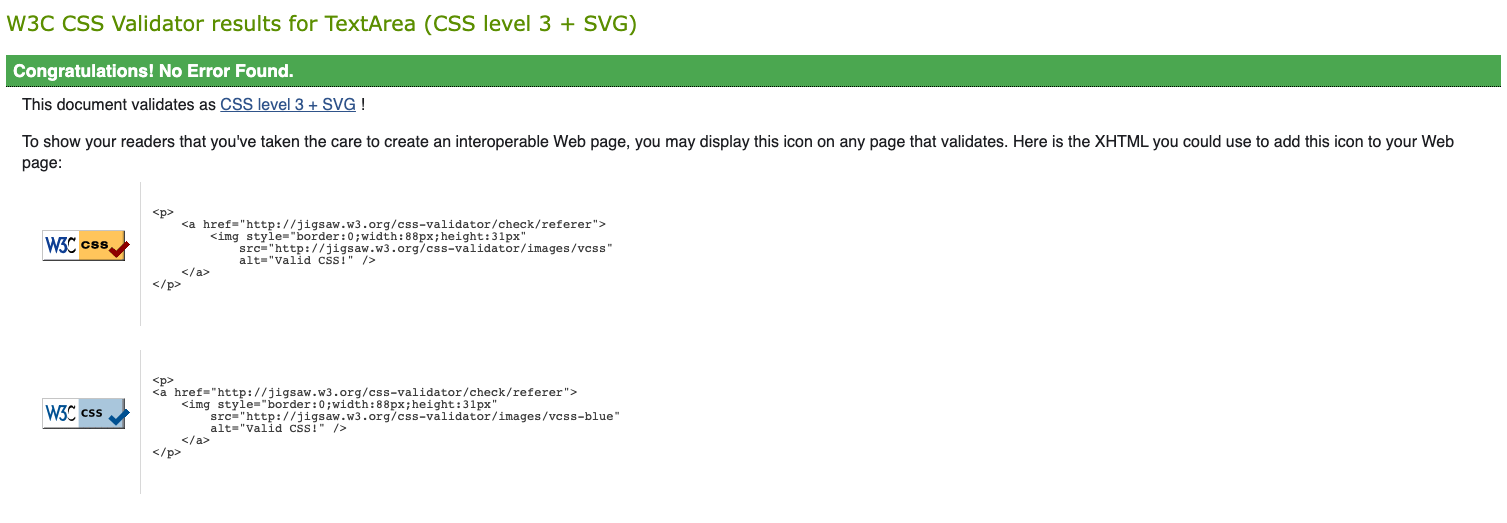 W3C CSS Validator results for TextArea (CSS level 3 + SVG)
Congratulations! No Error Found.
This document validates as CSS level 3 + SVG !
To show your readers that you've taken the care to create an interoperable Web page, you may display this icon on any page that validates. Here is the XHTML you could use to add this icon to your Web
page:
<p>
    <a href="http://jigsaw.w3.org/css-validator/check/referer">
        <img style="border:0;width:88px;height:31px"
            src="http://jigsaw.w3.org/css-validator/images/vcss"
            alt="Valid CSS!" />
    </a>
</p>
W3C css
<p>
<a href="http://jigsaw.w3.org/css-validator/check/referer">
    <img style="border:0;width:88px;height:31px"
        src="http://jigsaw.w3.org/css-validator/images/vcss-blue"
        alt="Valid CSS!" />
    </a>
</p>
W3C css